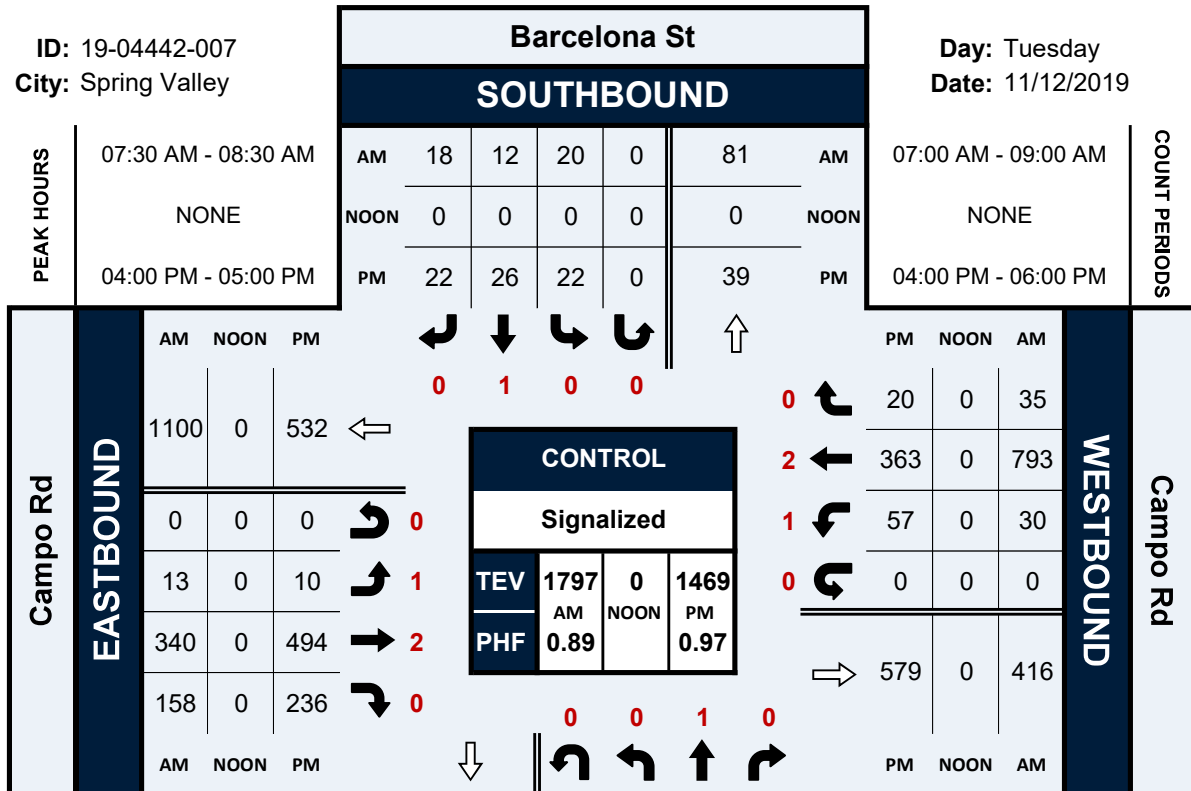 ID: 19-04442-007
City: Spring Valley
Barcelona St
SOUTHBOUND
Day: Tuesday
Date: 11/12/2019
PEAK HOURS
07:30 AM - 08:30 AM
NONE
04:00 PM - 05:00 PM
AM 18 12 20 0 81 AM
NOON 0 0 0 0 0 NOON
PM 22 26 22 0 39 PM
07:00 AM - 09:00 AM
NONE
04:00 PM - 06:00 PM
COUNT PERIODS
0 1 0 0
Campo Rd
EASTBOUND
AM NOON PM
1100 0 532
0 0 0 0
13 0 10 1
340 0 494 2
158 0 236 0
AM NOON PM
CONTROL
Signalized
TEV 1797 0 1469
AM NOON PM
PHF 0.89 0.97
PM NOON AM
0 20 0 35
2 363 0 793
1 57 0 30
0 0 0 0
579 0 416
PM NOON AM
WESTBOUND
Campo Rd
0 0 1 0